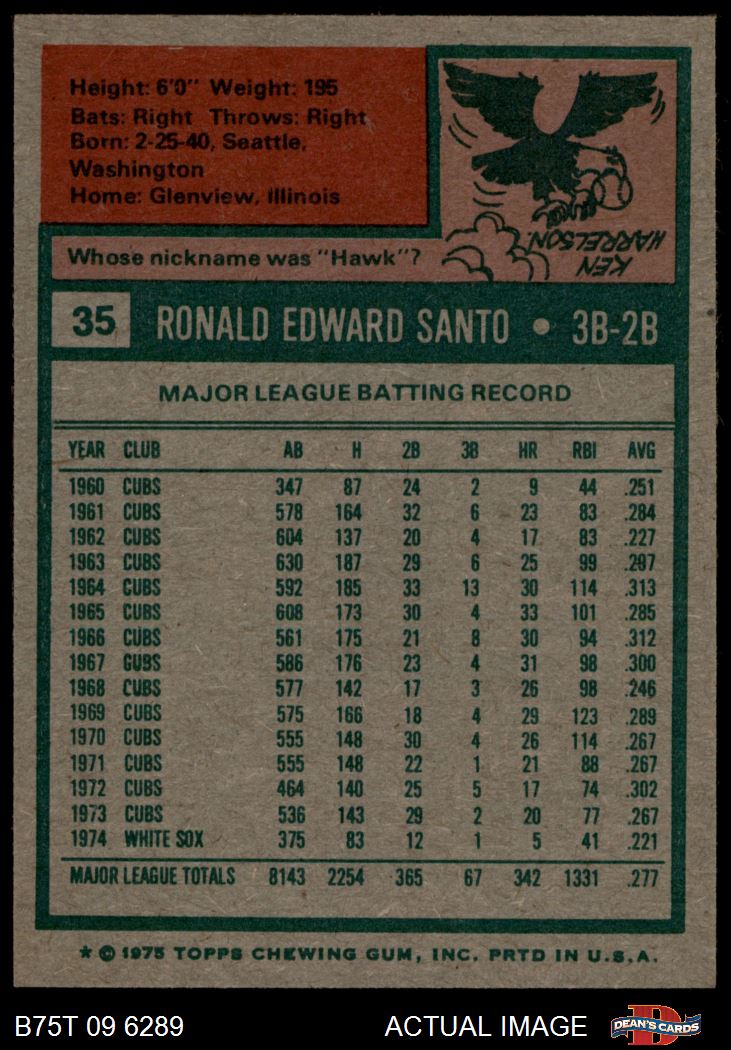 Height: 6'0" Weight: 195
Bats: Right Throws: Right
Born: 2-25-40, Seattle,
Washington
Home: Glenview, Illinois
KEN
HARRELSON.
Whose nickname was "Hawk"?
35 RONALD EDWARD SANTO • 3B-2B
MAJOR LEAGUE BATTING RECORD
YEAR CLUB AB H 2B 3B HR RBI AVG
1960 CUBS 347 87 24 2 9 44 .251
1961 CUBS 578 164 32 6 23 83 .284
1962 CUBS 604 137 20 4 17 83 .227
1963 CUBS 630 187 29 6 25 99 .297
1964 CUBS 592 185 33 13 30 114 .313
1965 CUBS 608 173 30 4 33 101 .285
1966 CUBS 561 175 21 8 30 94 .312
1967 CUBS 586 176 23 4 31 98 .300
1968 CUBS 577 142 17 3 26 98 .246
1969 CUBS 575 166 18 4 29 123 .289
1970 CUBS 555 148 30 4 26 114 .267
1971 CUBS 555 148 22 1 21 88 .267
1972 CUBS 464 140 25 5 17 74 .302
1973 CUBS 536 143 29 2 20 77 .267
1974 WHITE SOX 375 83 12 1 5 41 .221
MAJOR LEAGUE TOTALS 8143 2254 365 67 342 1331 .277
* © 1975 TOPPS CHEWING GUM, INC. PRTD IN U.S.A.
B75T 09 6289 ACTUAL IMAGE D DEAN'S CARDS